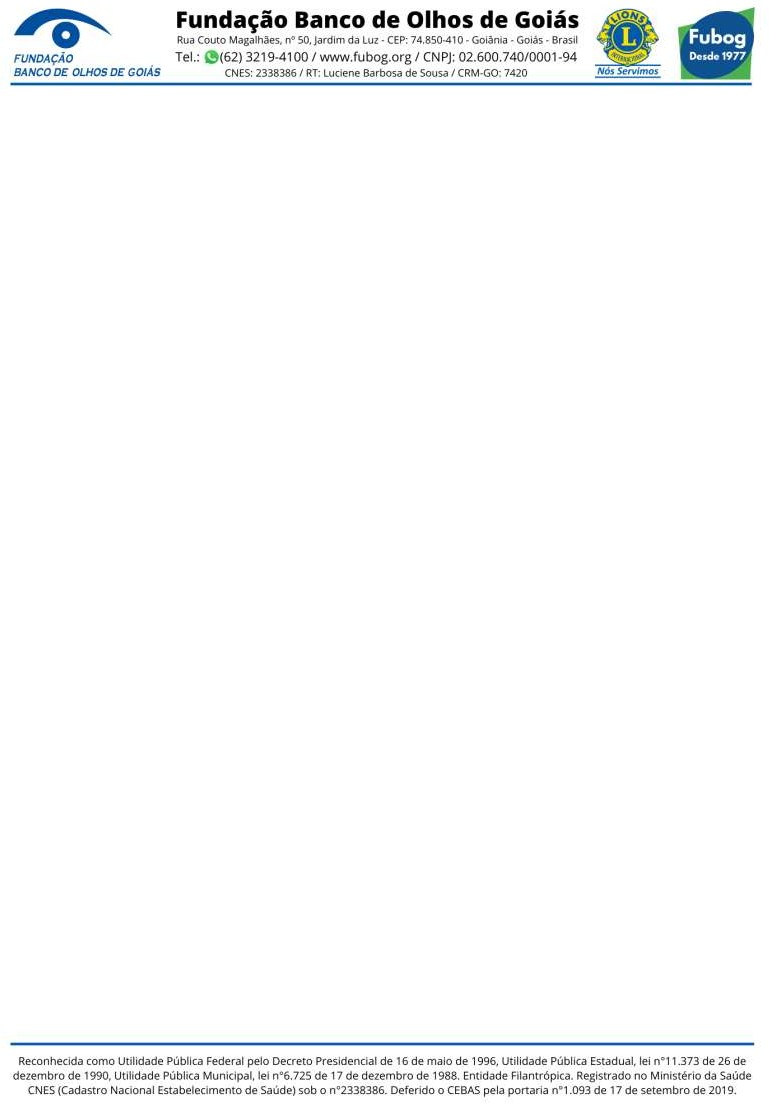 FUNDAÇÃO
BANCO DE OLHOS DE GOIÁS
Fundação Banco de Olhos de Goiás
Rua Couto Magalhães, nº 50, Jardim da Luz - CEP: 74.850-410 - Goiânia - Goiás - Brasil
Tel.: (62) 3219-4100 / www.fubog.org / CNPJ: 02.600.740/0001-94
CNES: 2338386 / RT: Luciene Barbosa de Sousa / CRM-GO: 7420
LIONS
L
INTERNATIONAL
Nós Servimos
Fubog
Desde 1977
Reconhecida como Utilidade Pública Federal pelo Decreto Presidencial de 16 de maio de 1996, Utilidade Pública Estadual, lei n°11.373 de 26 de
dezembro de 1990, Utilidade Pública Municipal, lei n°6.725 de 17 de dezembro de 1988. Entidade Filantrópica. Registrado no Ministério da Saúde
CNES (Cadastro Nacional Estabelecimento de Saúde) sob o n°2338386. Deferido o CEBAS pela portaria n°1.093 de 17 de setembro de 2019.